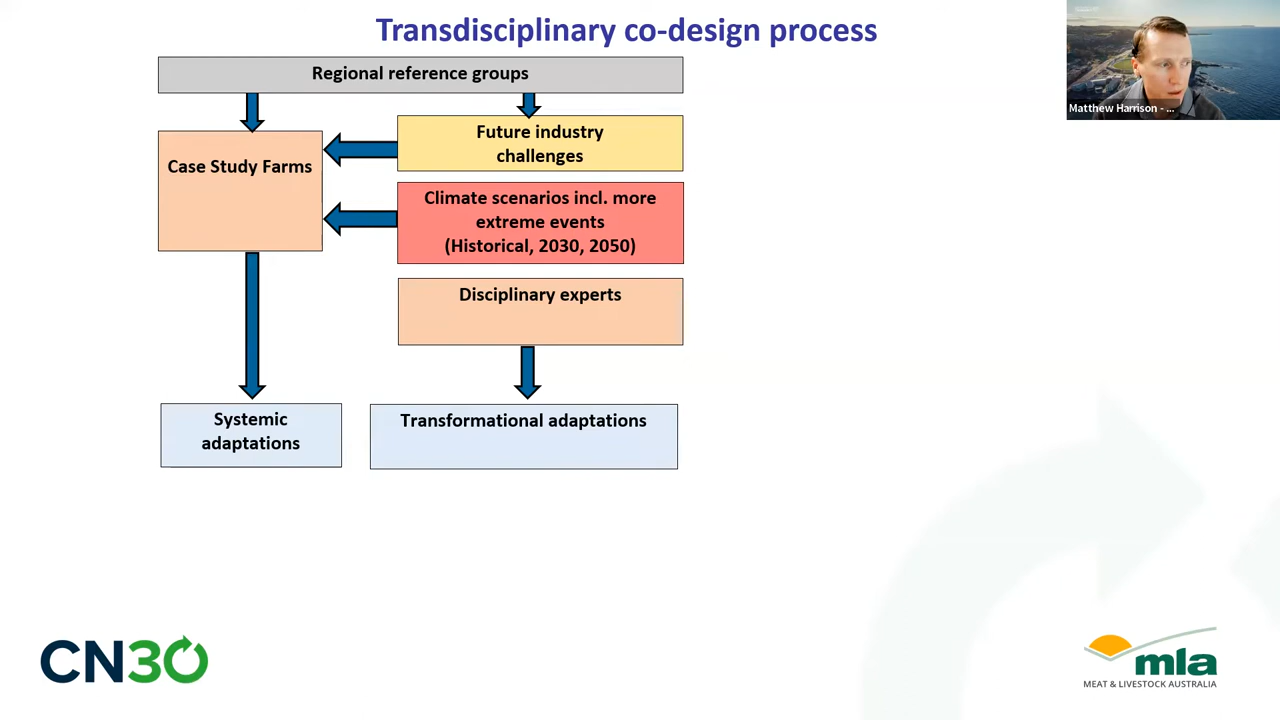 Transdisciplinary co-design process
Matthew Harrison - ...
Regional reference groups
Future industry
challenges
Case Study Farms
Climate scenarios incl. more
extreme events
(Historical, 2030, 2050)
Disciplinary experts
Systemic
adaptations
Transformational adaptations
CN30
mla
MEAT & LIVESTOCK AUSTRALIA